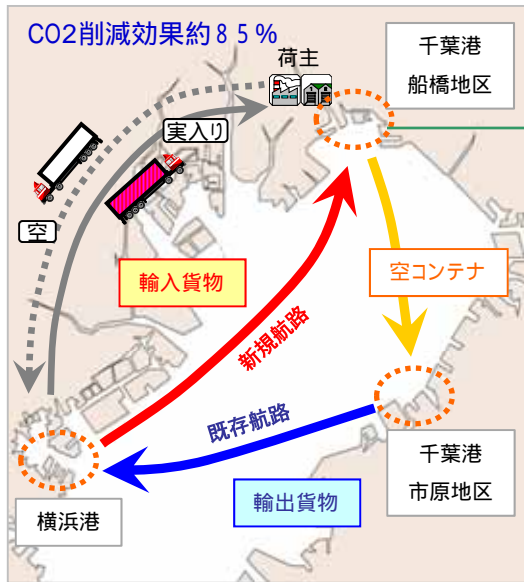 CO2削減効果約85%
荷主
千葉港
船橋地区
実入り
空
空コンテナ
輸入貨物
新規航路
既存航路
千葉港
市原地区
輸出貨物
横浜港